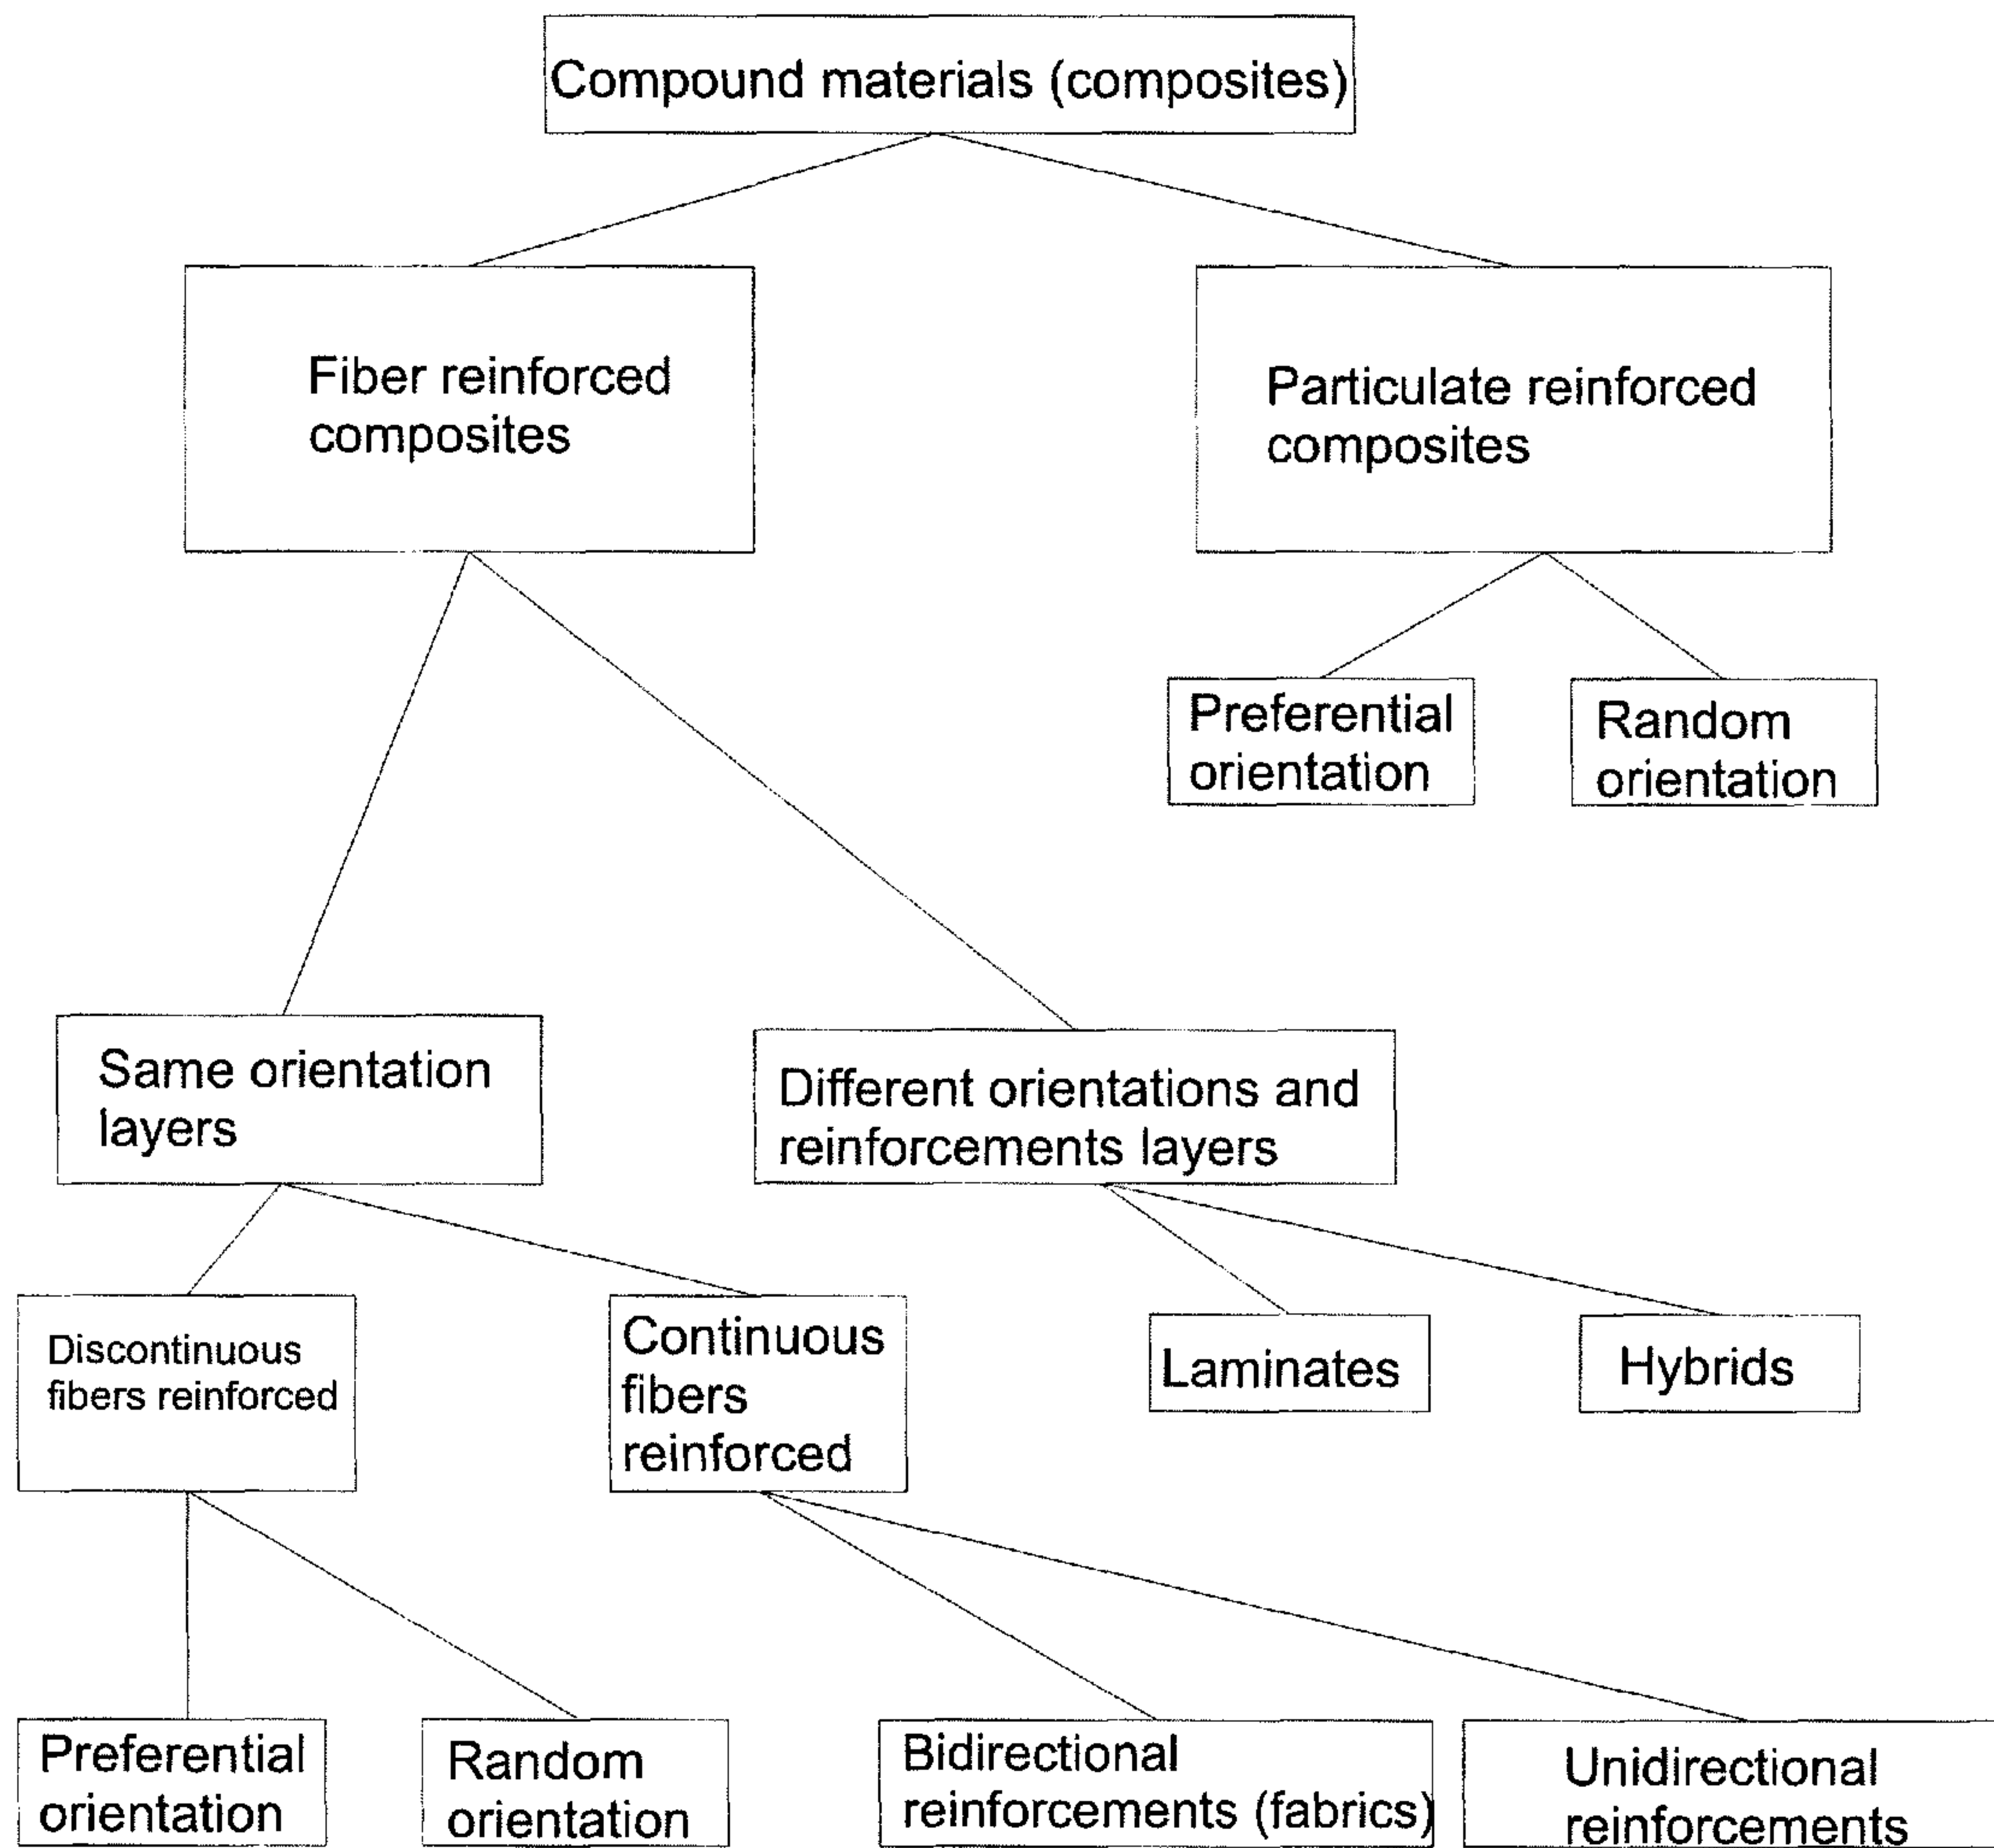 Compound materials (composites)
Fiber reinforced
composites
Particulate reinforced
composites
Preferential
orientation
Random
orientation
Same orientation
layers
Different orientations and
reinforcements layers
Discontinuous
fibers reinforced
Continuous
fibers
reinforced
Laminates
Hybrids
Preferential
orientation
Random
orientation
Bidirectional
reinforcements (fabrics)
Unidirectional
reinforcements